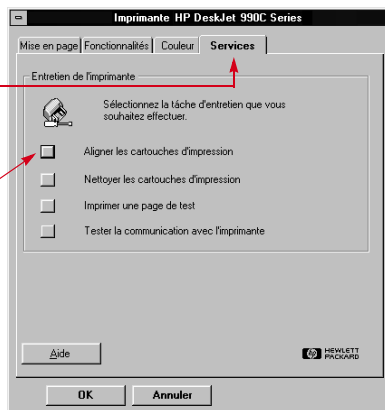 Imprimante HP DeskJet 990C Series
Mise en page Fonctionnalités Couleur Services
Entretien de l'imprimante
Sélectionnez la tâche d'entretien que vous
souhaitez effectuer.
Aligner les cartouches d'impression
Nettoyer les cartouches d'impression
Imprimer une page de test
Tester la communication avec l'imprimante
Aide
HEWLETT
PACKARD
OK Annuler